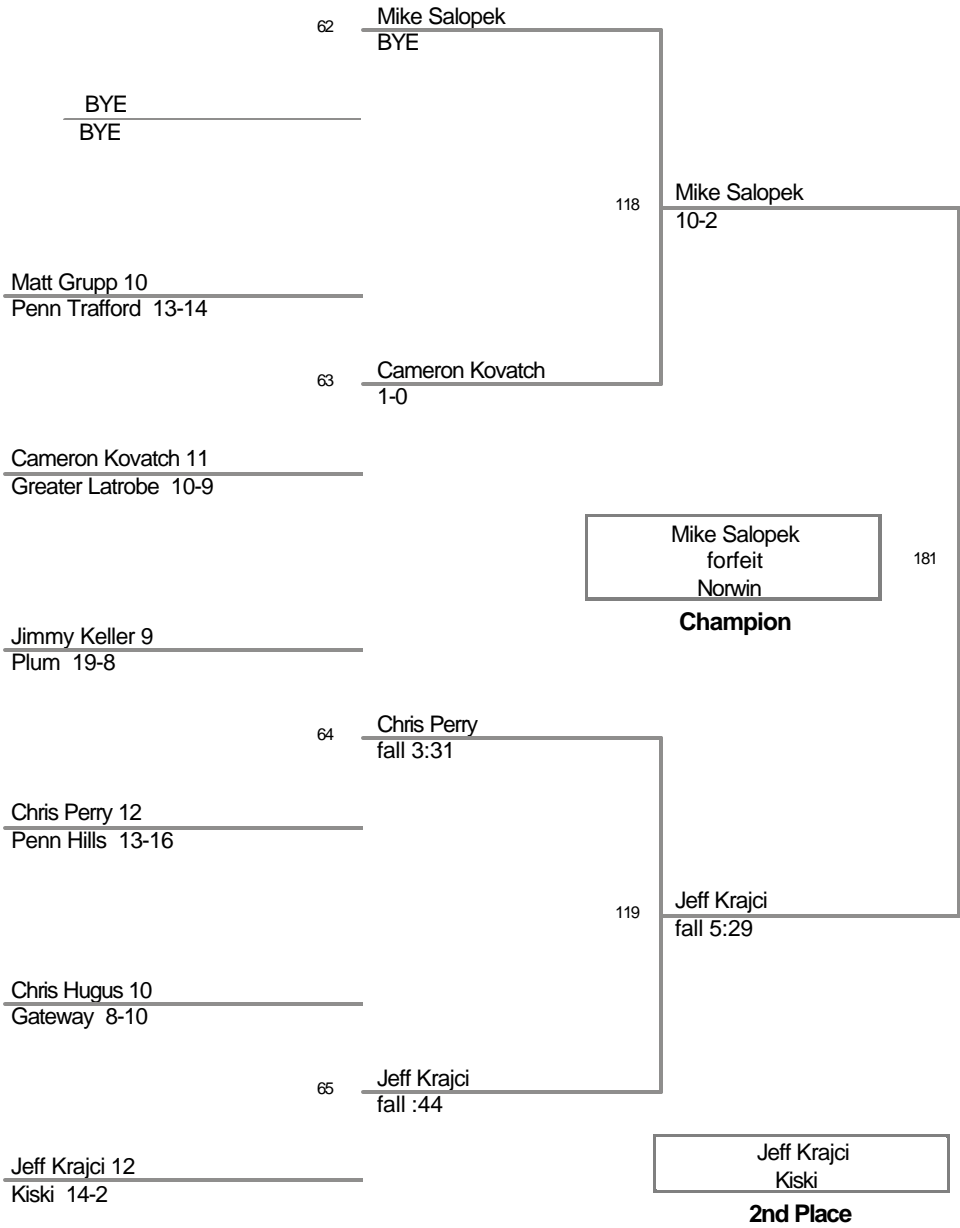 62 Mike Salopek
BYE
BYE
BYE
118 Mike Salopek
10-2
Matt Grupp 10
Penn Trafford 13-14
63 Cameron Kovatch
1-0
Cameron Kovatch 11
Greater Latrobe 10-9
Mike Salopek
forfeit
Norwin
181
Champion
Jimmy Keller 9
Plum 19-8
64 Chris Perry
fall 3:31
Chris Perry 12
Penn Hills 13-16
119 Jeff Krajci
fall 5:29
Chris Hugus 10
Gateway 8-10
65 Jeff Krajci
fall :44
Jeff Krajci 12
Kiski 14-2
Jeff Krajci
Kiski
2nd Place